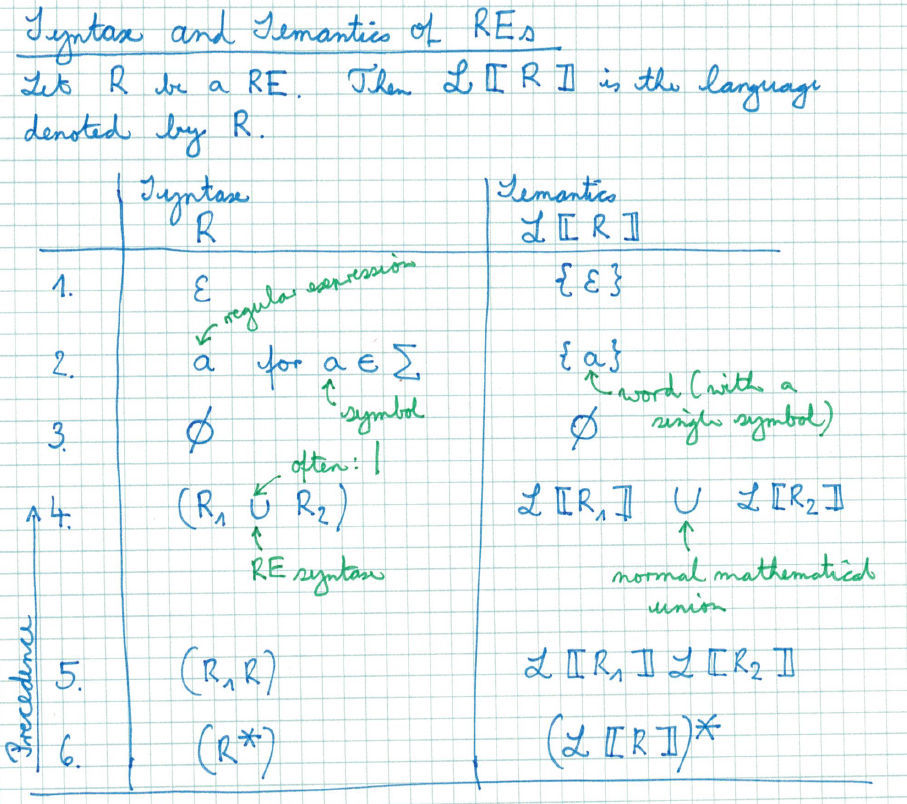 Syntax and Semantics of REs
Let R be a RE. Then ℒ⟦R⟧ is the language
denoted by R.
Syntax Semantics
R ℒ⟦R⟧
regular expression
1. ε {ε}
2. a for a ∈ Σ {a}
symbol word (with a
single symbol)
3. ∅ ∅
often: |
4. (R₁ ∪ R₂) ℒ⟦R₁⟧ ∪ ℒ⟦R₂⟧
RE syntax normal mathematical
union
Precedence
5. (R₁R) ℒ⟦R₁⟧ ℒ⟦R₂⟧
6. (R*) (ℒ⟦R⟧)*